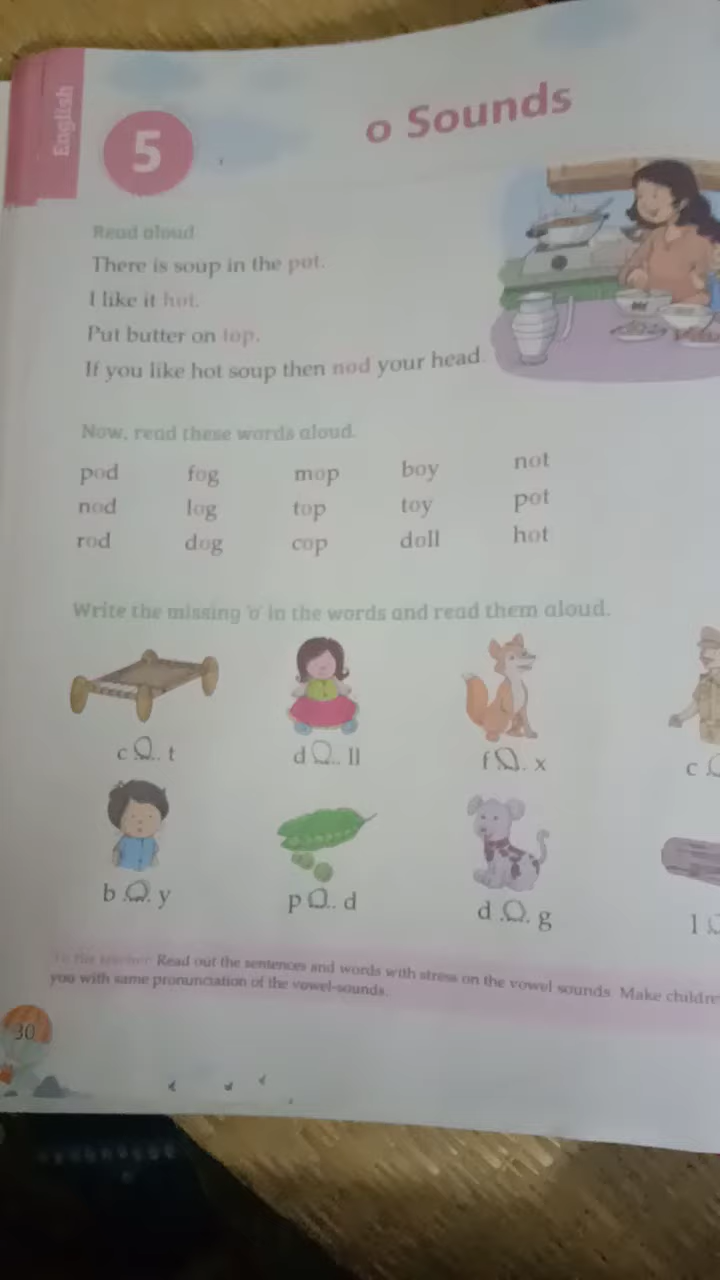 English
5
o Sounds
Read aloud
There is soup in the pot.
I like it hot.
Put butter on top.
If you like hot soup then nod your head.
Now, read these words aloud.
pod fog mop boy not
nod log top toy pot
rod dog cop doll hot
Write the missing 'o' in the words and read them aloud.
c o t d o ll f o x c
b o y p o d d o g l
To the teacher: Read out the sentences and words with stress on the vowel sounds. Make childre
you with same pronunciation of the vowel-sounds.
30